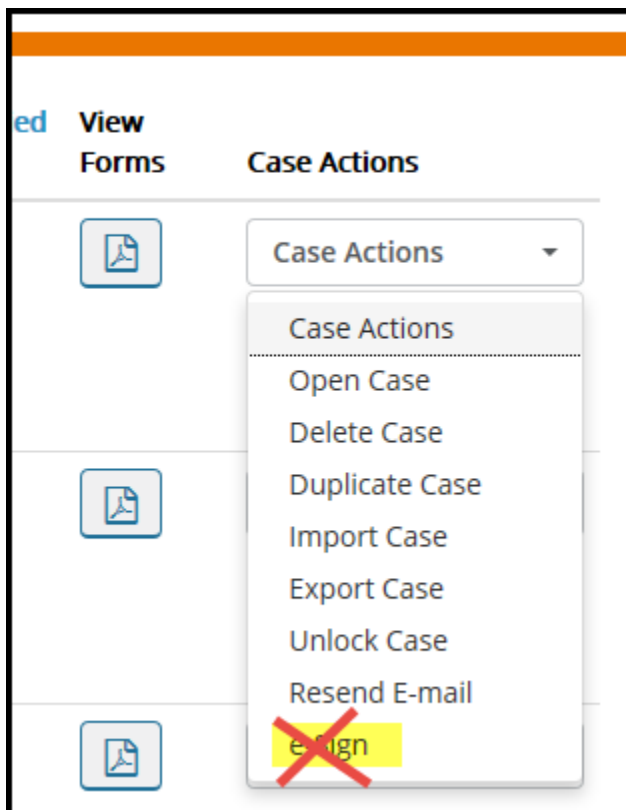 ed
View
Forms
Case Actions
Case Actions
Case Actions
Open Case
Delete Case
Duplicate Case
Import Case
Export Case
Unlock Case
Resend E-mail
e-Sign